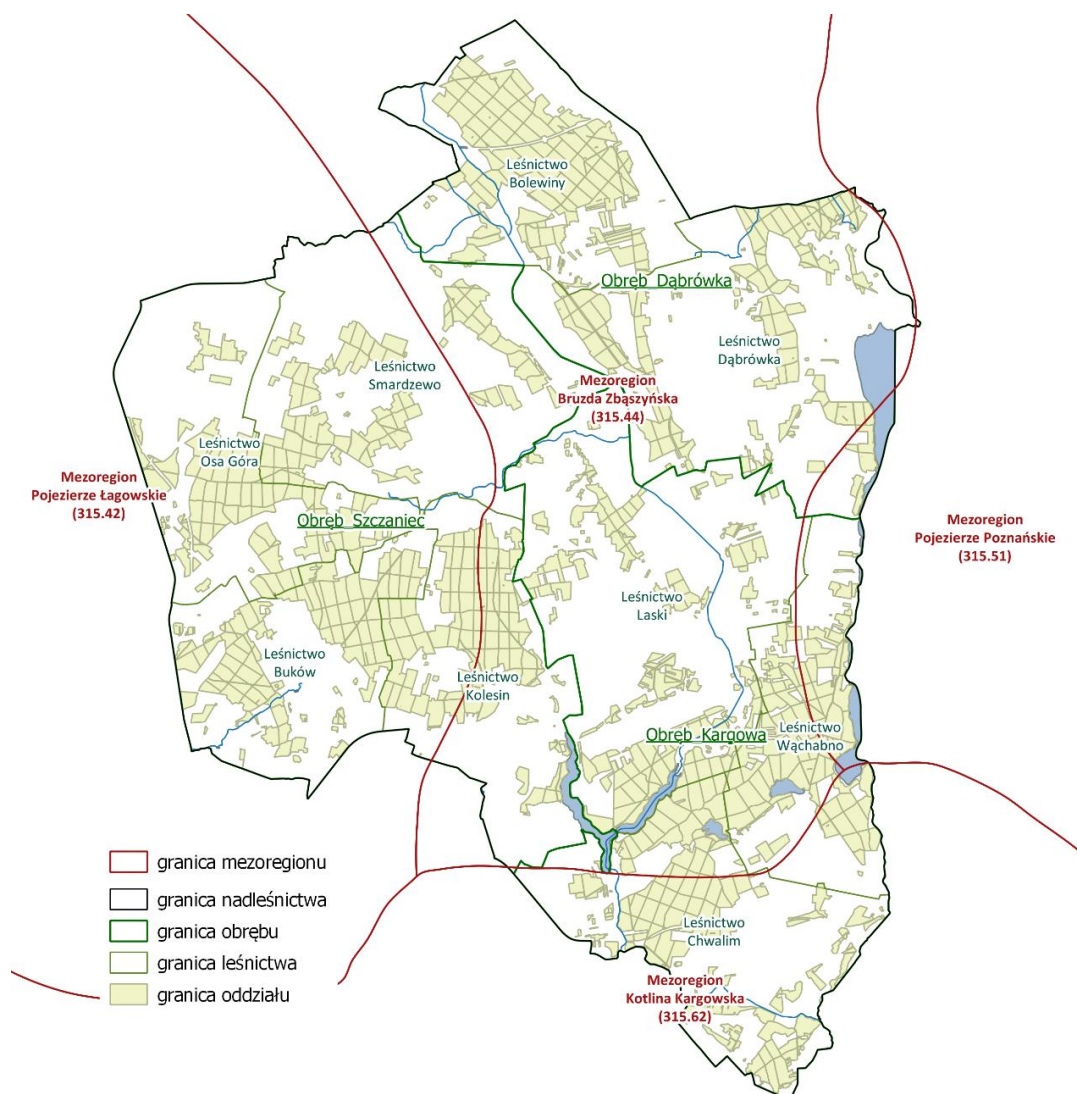 Leśnictwo
Bolewiny
Obręb Dąbrówka
Leśnictwo
Dąbrówka
Leśnictwo
Smardzewo
Mezoregion
Bruzda Zbąszyńska
(315.44)
Leśnictwo
Osa Góra
Mezoregion
Pojezierze Łagowskie
(315.42)
Obręb Szczaniec
Mezoregion
Pojezierze Poznańskie
(315.51)
Leśnictwo
Laski
Leśnictwo
Buków
Leśnictwo
Kolesin
Obręb Kargowa
Leśnictwo
Wąchabno
granica mezoregionu
granica nadleśnictwa
granica obrębu
granica leśnictwa
granica oddziału
Leśnictwo
Chwalim
Mezoregion
Kotlina Kargowska
(315.62)